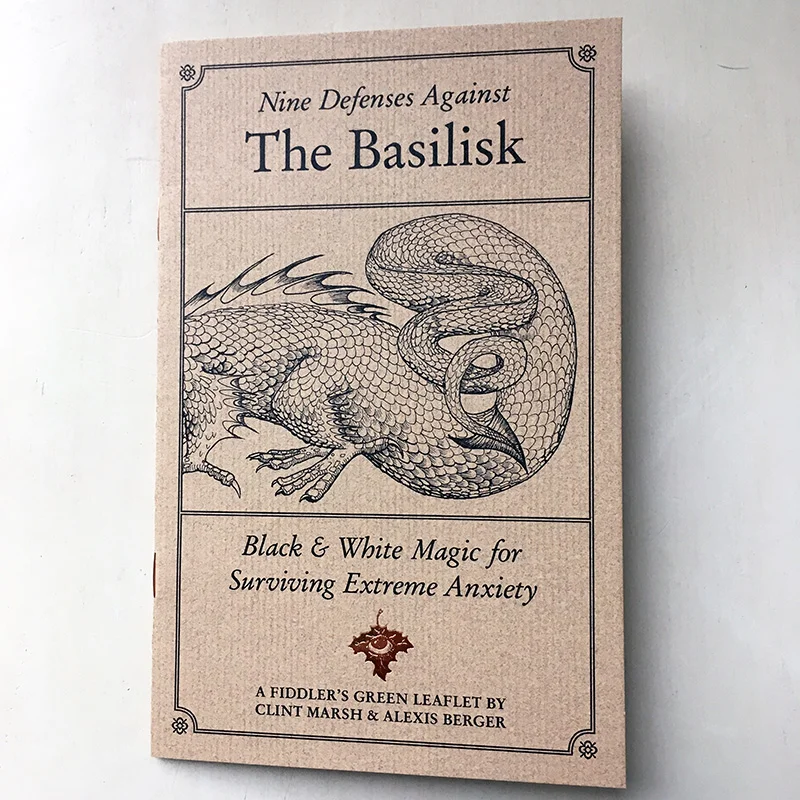 Nine Defenses Against
The Basilisk
Black & White Magic for
Surviving Extreme Anxiety
A FIDDLER'S GREEN LEAFLET BY
CLINT MARSH & ALEXIS BERGER